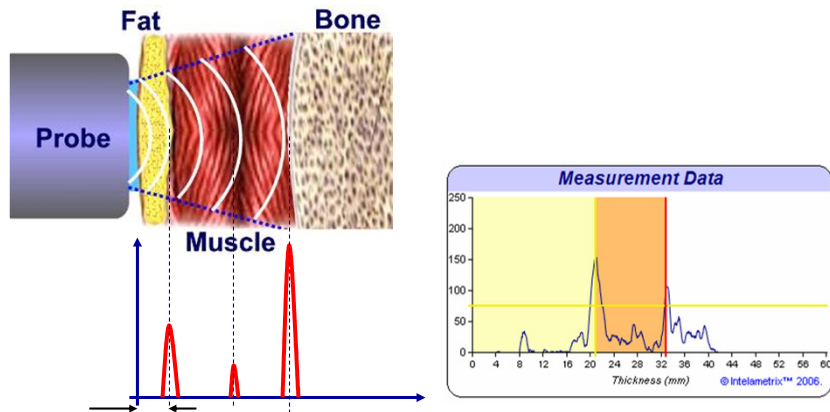 Fat
Bone
Probe
Muscle
Measurement Data
250
200
150
100
50
0
0 4 8 12 16 20 24 28 32 36 40 44 48 52 56 60
Thickness (mm)
© Intelametrix™ 2006.